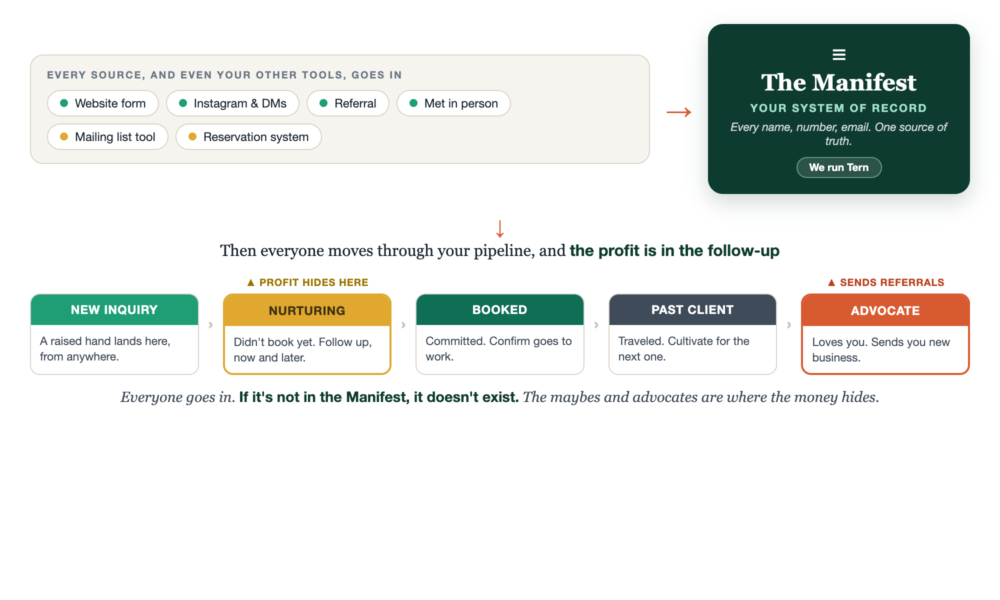 EVERY SOURCE, AND EVEN YOUR OTHER TOOLS, GOES IN
Website form
Instagram & DMs
Referral
Met in person
Mailing list tool
Reservation system
→
☰
The Manifest
YOUR SYSTEM OF RECORD
Every name, number, email. One source of
truth.
We run Tern
↓
Then everyone moves through your pipeline, and the profit is in the follow-up
▲ PROFIT HIDES HERE
▲ SENDS REFERRALS
NEW INQUIRY
A raised hand lands here,
from anywhere.
›
NURTURING
Didn't book yet. Follow up,
now and later.
›
BOOKED
Committed. Confirm goes to
work.
›
PAST CLIENT
Traveled. Cultivate for the
next one.
›
ADVOCATE
Loves you. Sends you new
business.
Everyone goes in. If it's not in the Manifest, it doesn't exist. The maybes and advocates are where the money hides.